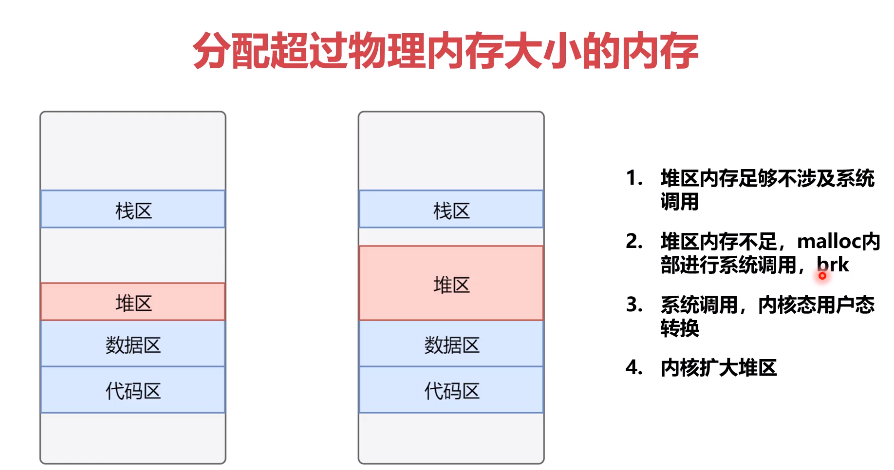 分配超过物理内存大小的内存
栈区
堆区
数据区
代码区
栈区
堆区
数据区
代码区
1. 堆区内存足够不涉及系统
调用
2. 堆区内存不足，malloc内
部进行系统调用，brk
3. 系统调用，内核态用户态
转换
4. 内核扩大堆区